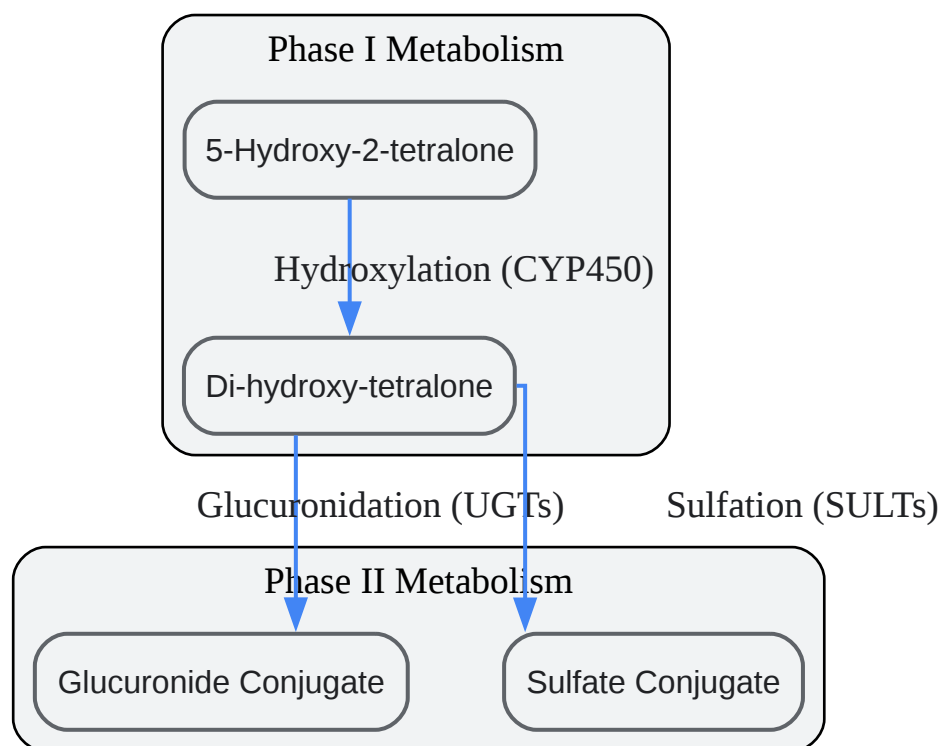 Phase I Metabolism
5-Hydroxy-2-tetralone
Hydroxylation (CYP450)
Di-hydroxy-tetralone
Glucuronidation (UGTs)
Sulfation (SULTs)
Phase II Metabolism
Glucuronide Conjugate
Sulfate Conjugate